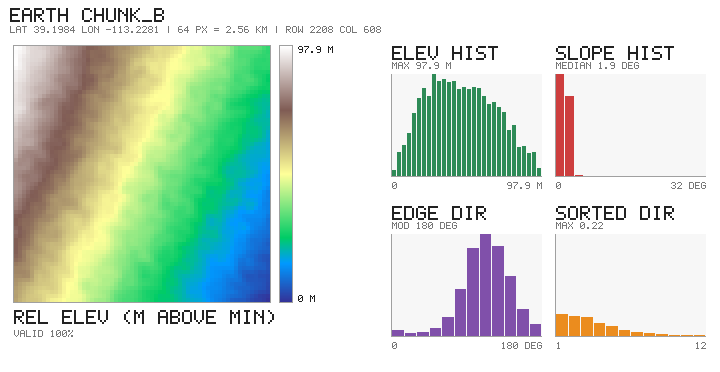 EARTH CHUNK_B
LAT 39.1984 LON -113.2281 | 64 PX = 2.56 KM | ROW 2208 COL 608
97.9 M
0 M
REL ELEV (M ABOVE MIN)
VALID 100%
ELEV HIST
MAX 97.9 M
0 97.9 M
SLOPE HIST
MEDIAN 1.9 DEG
0 32 DEG
EDGE DIR
MOD 180 DEG
0 180 DEG
SORTED DIR
MAX 0.22
1 12